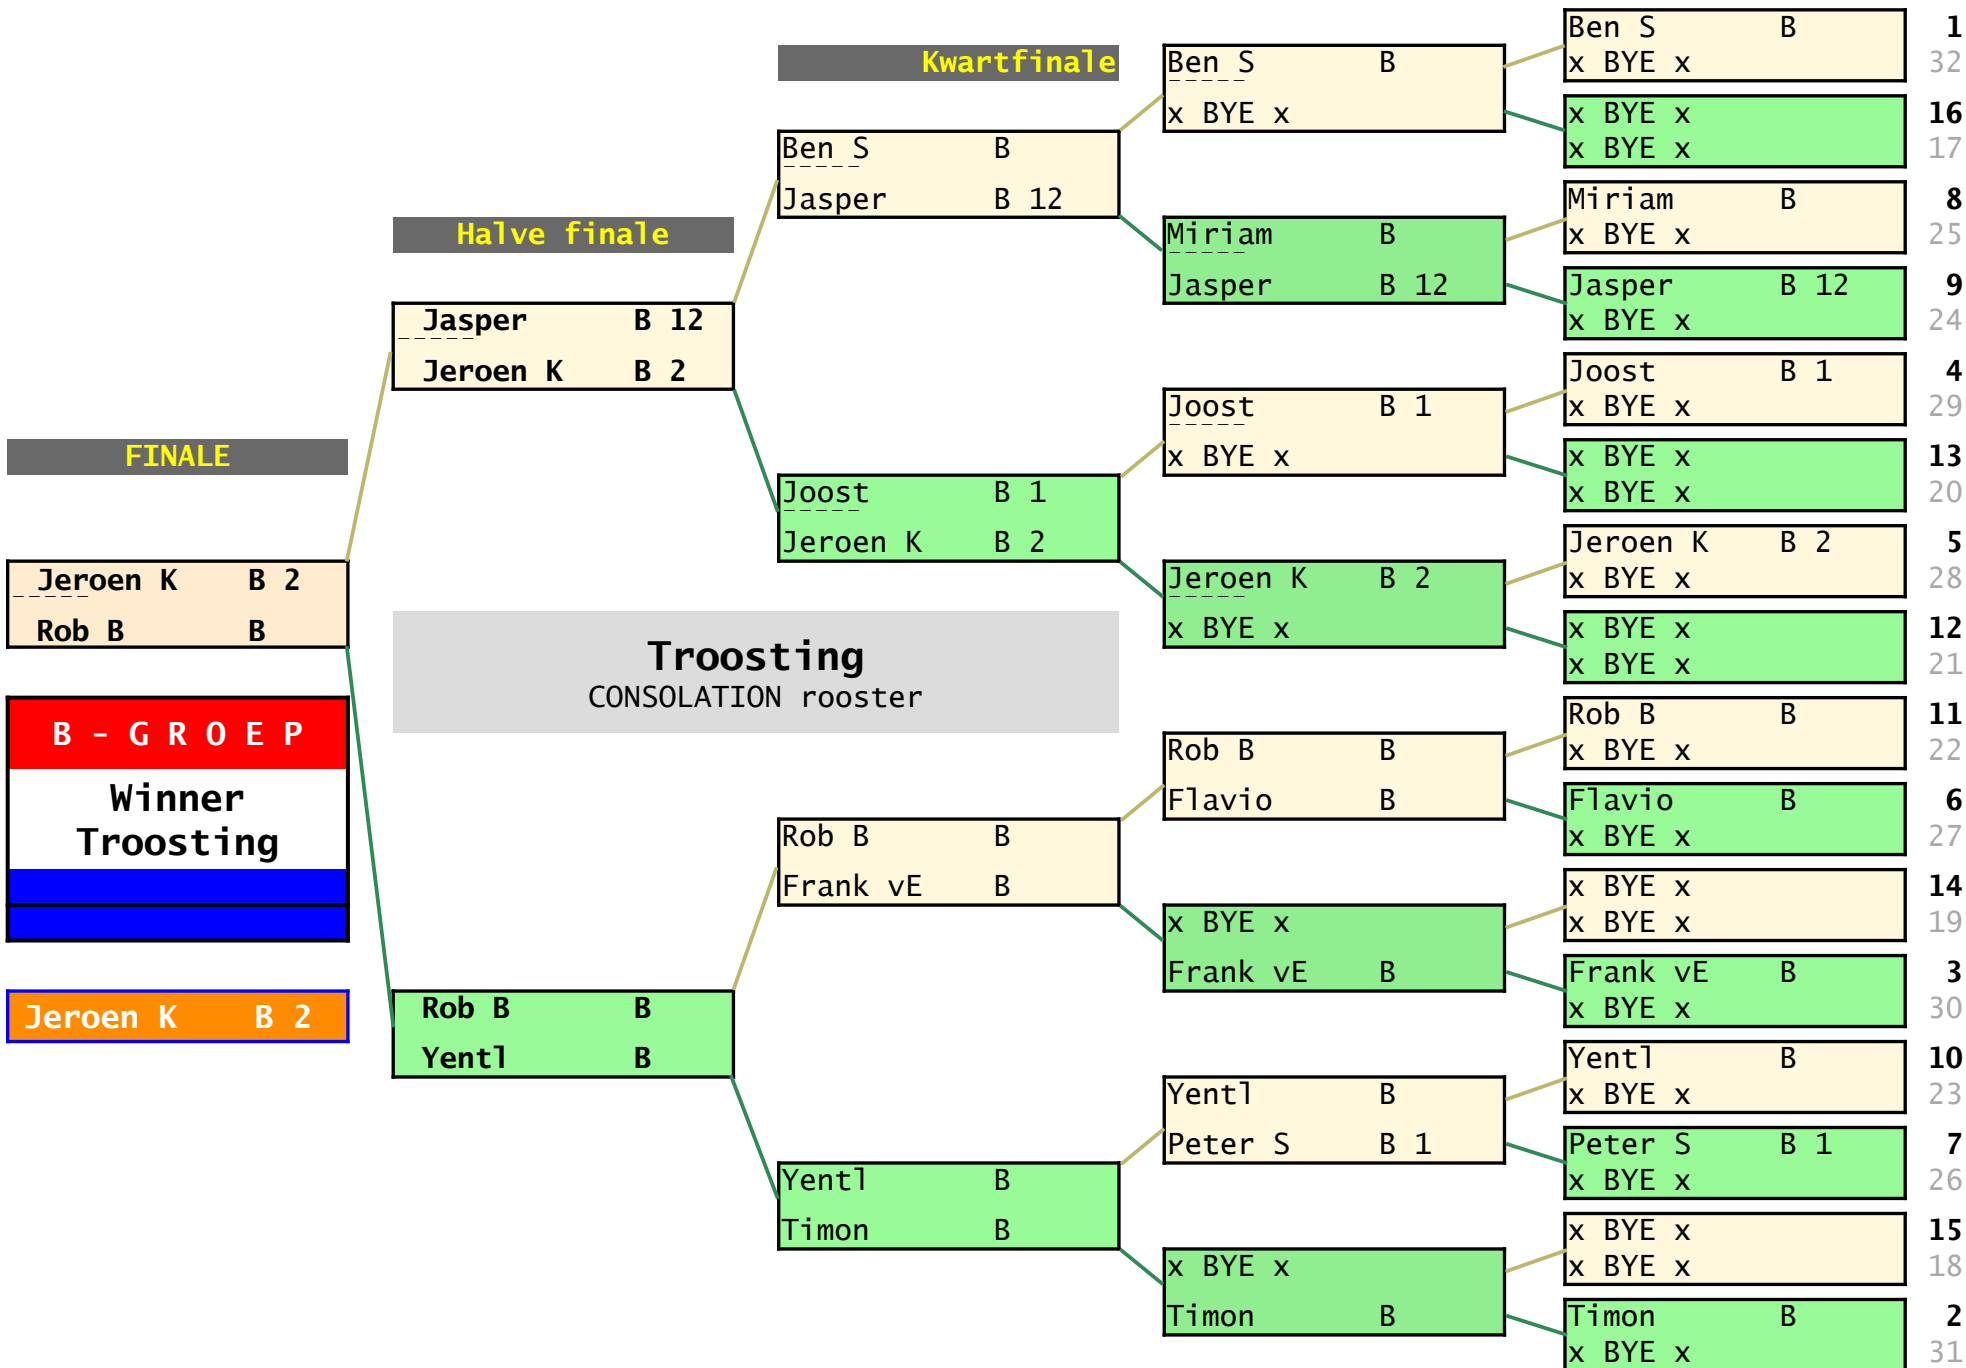 Kwartfinale
Halve finale
FINALE
Jeroen K B 2
Rob B B
B - G R O E P
Winner
Troosting
Jeroen K B 2
Jasper B 12
Jeroen K B 2
Troosting
CONSOLATION rooster
Rob B B
Yentl B
Ben S B
Jasper B 12
Joost B 1
Jeroen K B 2
Rob B B
Frank vE B
Yentl B
Timon B
Ben S B
x BYE x
Miriam B
Jasper B 12
Joost B 1
x BYE x
Jeroen K B 2
x BYE x
Rob B B
Flavio B
x BYE x
Frank vE B
Yentl B
Peter S B 1
x BYE x
Timon B
Ben S B 1
x BYE x 32
x BYE x 16
x BYE x 17
Miriam B 8
x BYE x 25
Jasper B 12 9
x BYE x 24
Joost B 1 4
x BYE x 29
x BYE x 13
x BYE x 20
Jeroen K B 2 5
x BYE x 28
x BYE x 12
x BYE x 21
Rob B B 11
x BYE x 22
Flavio B 6
x BYE x 27
x BYE x 14
x BYE x 19
Frank vE B 3
x BYE x 30
Yentl B 10
x BYE x 23
Peter S B 1 7
x BYE x 26
x BYE x 15
x BYE x 18
Timon B 2
x BYE x 31